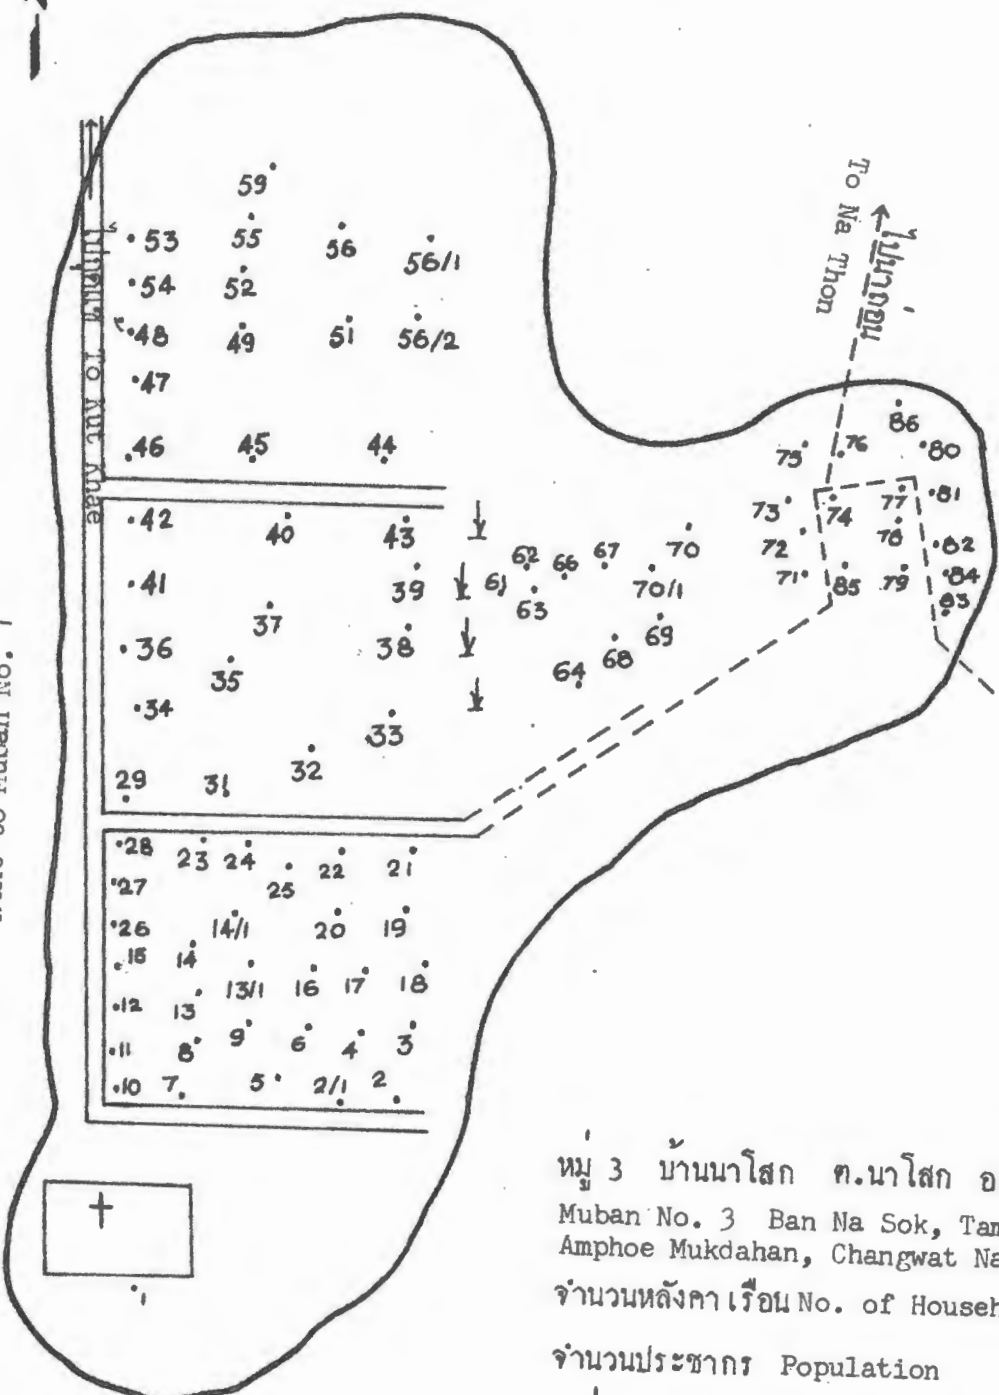 59
53 55 56 56/1
54 52
48 49 51 56/2
47
46 45 44
ไปนาถ่อน
To Na Thon
To Kut Khae
86
75 76 80
77 81
73 74
72 78 82
71 85 79 84
83
42 40 43
41 39
37
36 38
35
34 33
32
29 31
62 66 67 70
61 63 70/1
69
64 68
28 23 24 22 21
27 25
26 14/1 20 19
15 14
12 13 13/1 16 17 18
11 8 9 6 4 3
10 7 5 2/1 2
1
Muban No. 1
หมู่ 3 บ้านนาโสก ต.นาโสก อ
Muban No. 3 Ban Na Sok, Tam
Amphoe Mukdahan, Changwat Na
จำนวนหลังคาเรือน No. of Househ
จำนวนประชากร Population